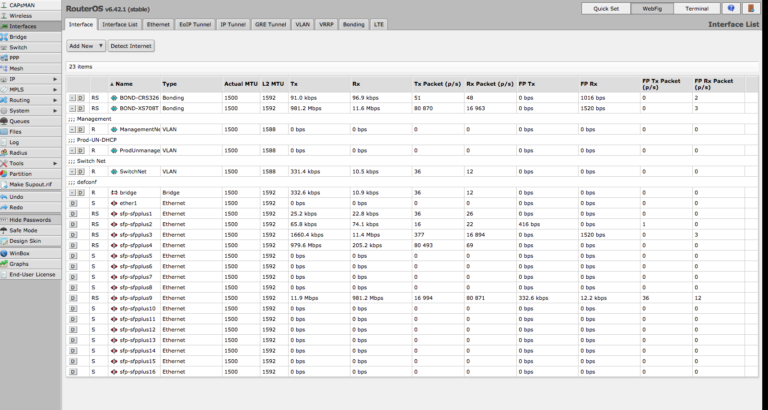 CAPsMAN
Wireless
Interfaces
Bridge
Switch
PPP
Mesh
IP
MPLS
Routing
System
Queues
Files
Log
Radius
Tools
Partition
Make Supout.rif
Undo
Redo
Hide Passwords
Safe Mode
Design Skin
WinBox
Graphs
End-User License
RouterOS v6.42.1 (stable)
Quick Set WebFig Terminal
Interface Interface List Ethernet EoIP Tunnel IP Tunnel GRE Tunnel VLAN VRRP Bonding LTE
Interface List
Add New ▼ Detect Internet
23 items
▲ Name Type Actual MTU L2 MTU Tx Rx Tx Packet (p/s) Rx Packet (p/s) FP Tx FP Rx FP Tx Packet (p/s) FP Rx Packet (p/s)
- D RS BOND-CRS326 Bonding 1500 1592 91.0 kbps 96.9 kbps 51 48 0 bps 1016 bps 0 2
- D RS BOND-XS708T Bonding 1500 1592 981.2 Mbps 11.6 Mbps 80 870 16 963 0 bps 1520 bps 0 3
;;; Management
- D R ManagementNe VLAN 1500 1588 0 bps 0 bps 0 0 0 bps 0 bps 0 0
;;; Prod-UN-DHCP
- D R ProdUnmanage VLAN 1500 1588 0 bps 0 bps 0 0 0 bps 0 bps 0 0
;;; Switch Net
- D R SwitchNet VLAN 1500 1588 331.4 kbps 10.5 kbps 36 12 0 bps 0 bps 0 0
;;; defconf
- D R bridge Bridge 1500 1592 332.6 kbps 10.9 kbps 36 12 0 bps 0 bps 0 0
D S ether1 Ethernet 1500 1592 0 bps 0 bps 0 0 0 bps 0 bps 0 0
D RS sfp-sfpplus1 Ethernet 1500 1592 25.2 kbps 22.8 kbps 36 26 0 bps 0 bps 0 0
D RS sfp-sfpplus2 Ethernet 1500 1592 65.8 kbps 74.1 kbps 16 22 416 bps 0 bps 1 0
D RS sfp-sfpplus3 Ethernet 1500 1592 1660.4 kbps 11.4 Mbps 377 16 894 0 bps 1520 bps 0 3
D RS sfp-sfpplus4 Ethernet 1500 1592 979.6 Mbps 205.2 kbps 80 493 69 0 bps 0 bps 0 0
D S sfp-sfpplus5 Ethernet 1500 1592 0 bps 0 bps 0 0 0 bps 0 bps 0 0
D S sfp-sfpplus6 Ethernet 1500 1592 0 bps 0 bps 0 0 0 bps 0 bps 0 0
D S sfp-sfpplus7 Ethernet 1500 1592 0 bps 0 bps 0 0 0 bps 0 bps 0 0
D S sfp-sfpplus8 Ethernet 1500 1592 0 bps 0 bps 0 0 0 bps 0 bps 0 0
D RS sfp-sfpplus9 Ethernet 1500 1592 11.9 Mbps 981.2 Mbps 16 994 80 871 332.6 kbps 12.2 kbps 36 12
D S sfp-sfpplus10 Ethernet 1500 1592 0 bps 0 bps 0 0 0 bps 0 bps 0 0
D S sfp-sfpplus11 Ethernet 1500 1592 0 bps 0 bps 0 0 0 bps 0 bps 0 0
D S sfp-sfpplus12 Ethernet 1500 1592 0 bps 0 bps 0 0 0 bps 0 bps 0 0
D S sfp-sfpplus13 Ethernet 1500 1592 0 bps 0 bps 0 0 0 bps 0 bps 0 0
D S sfp-sfpplus14 Ethernet 1500 1592 0 bps 0 bps 0 0 0 bps 0 bps 0 0
D S sfp-sfpplus15 Ethernet 1500 1592 0 bps 0 bps 0 0 0 bps 0 bps 0 0
D S sfp-sfpplus16 Ethernet 1500 1592 0 bps 0 bps 0 0 0 bps 0 bps 0 0